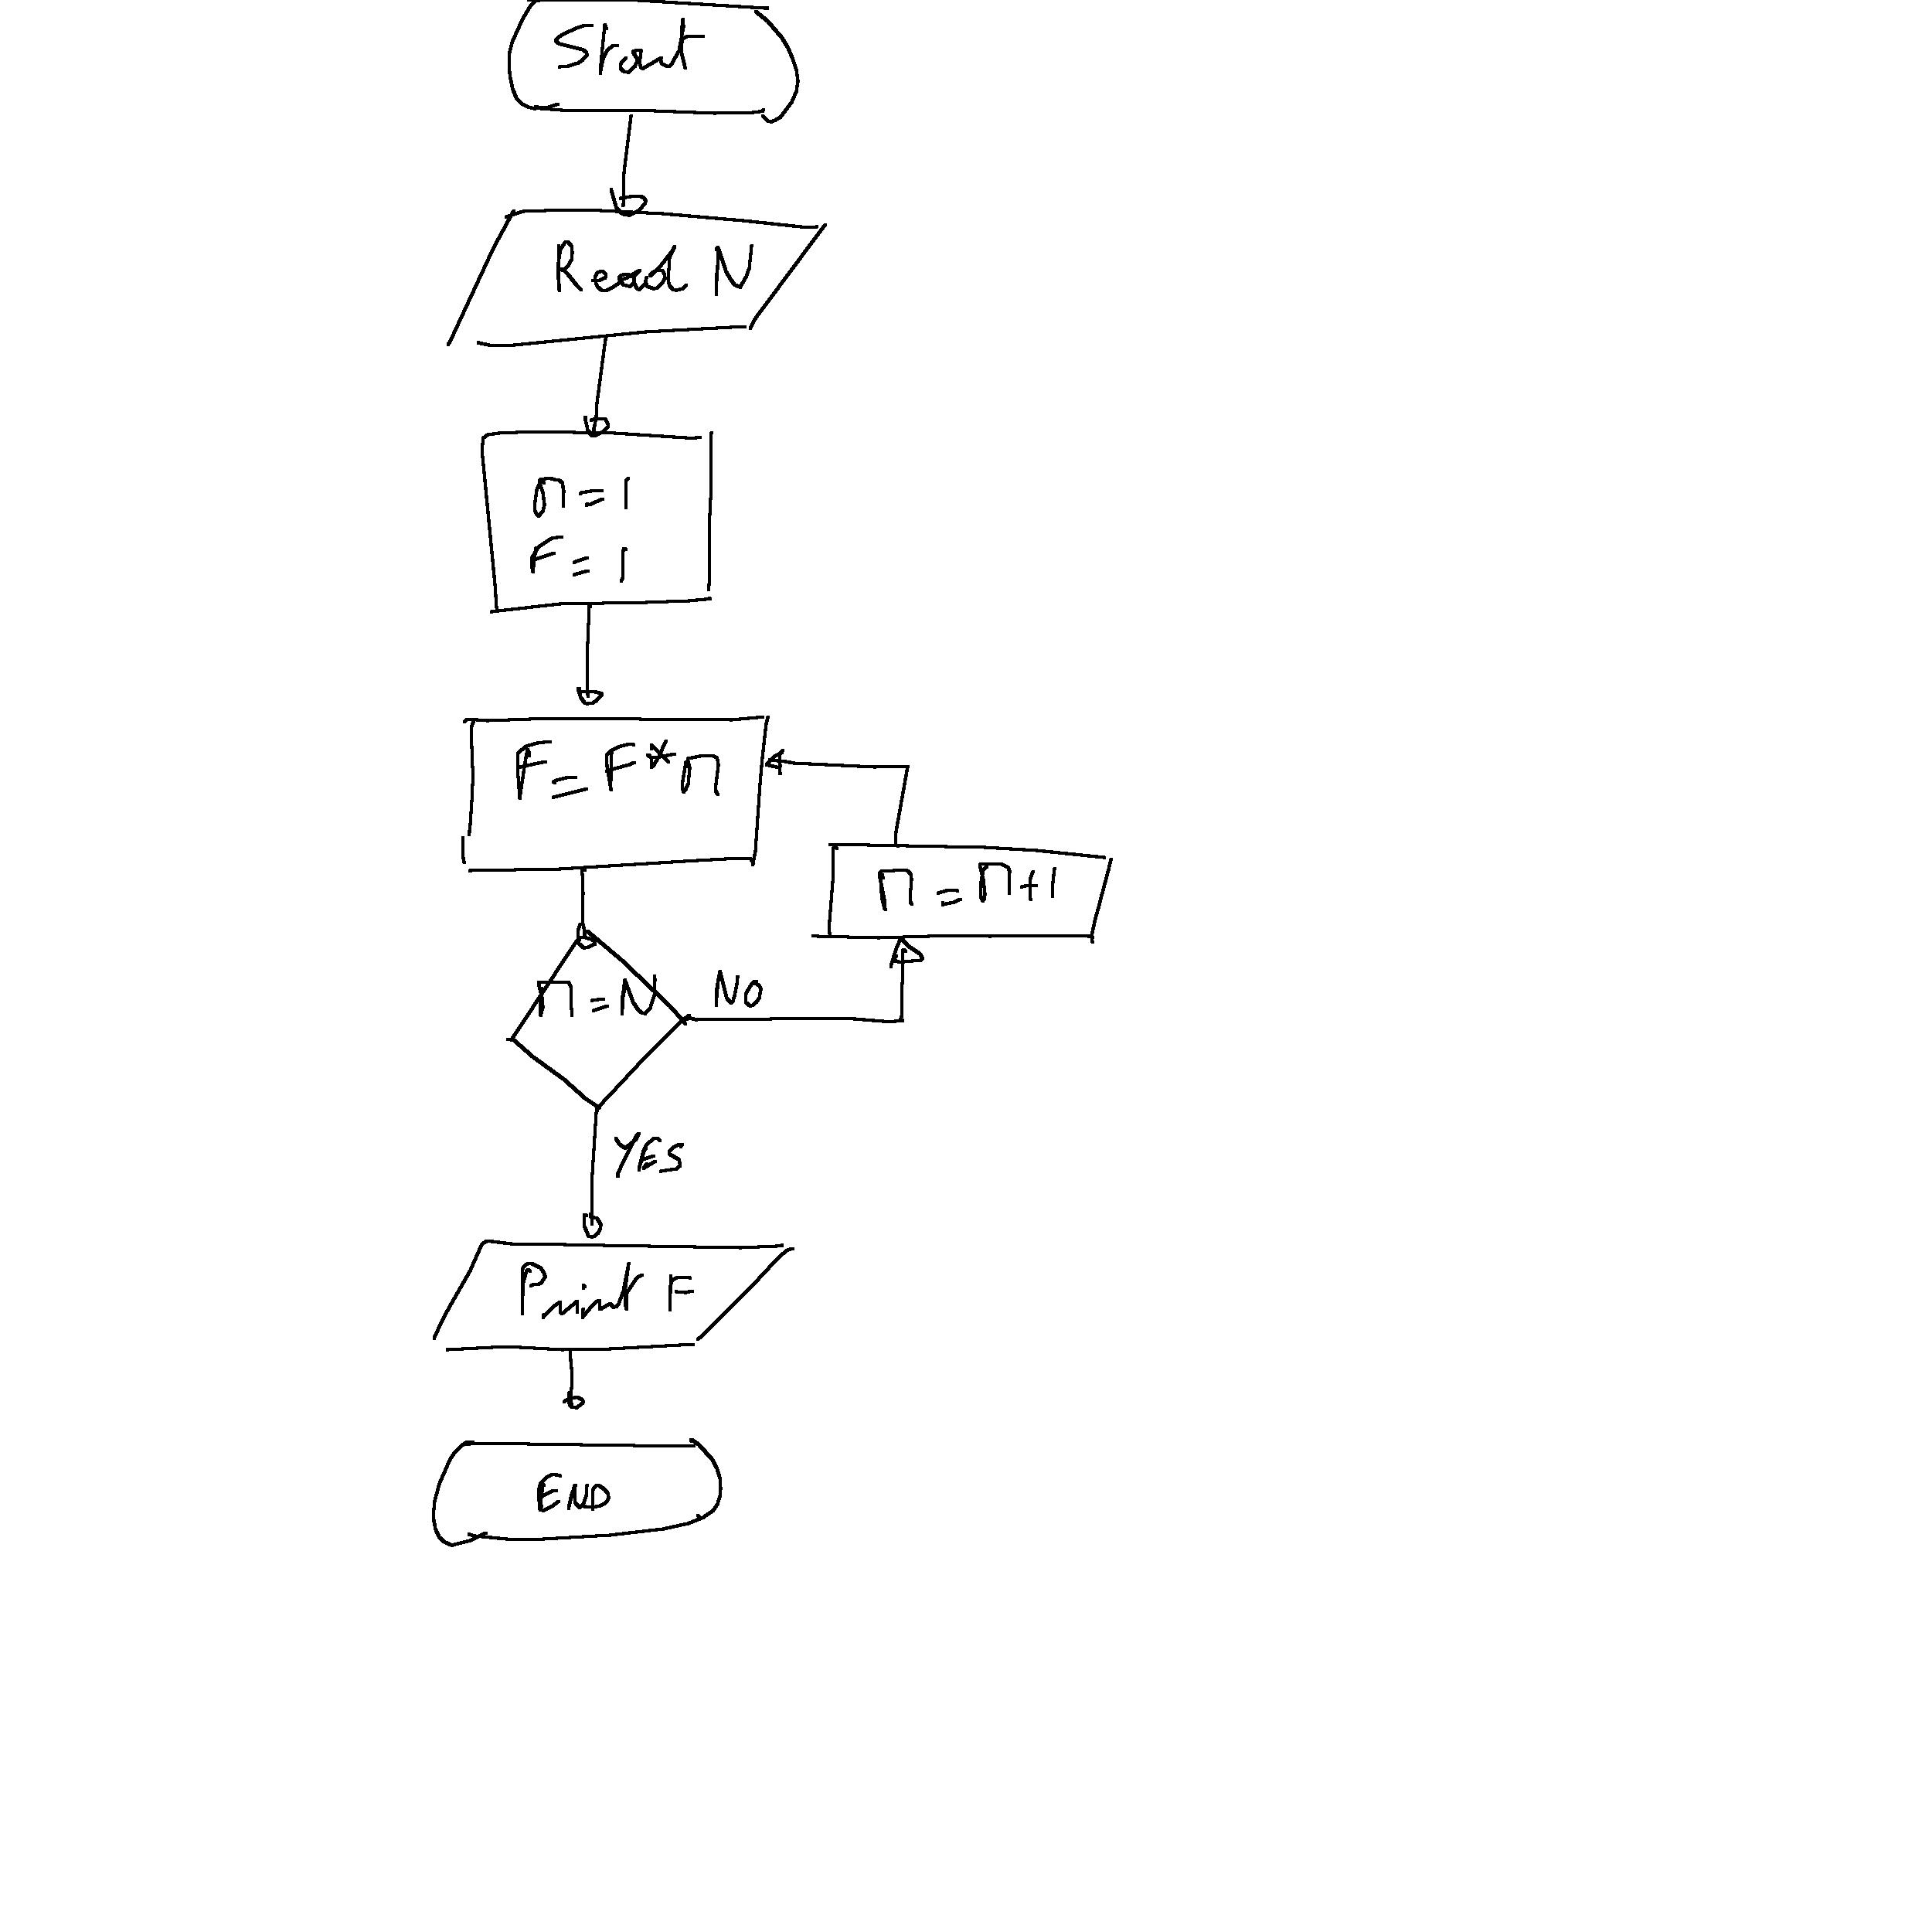 Start
Read N
n=1
F=1
F=F*n
n=n+1
n=N
NO
YES
Print F
END